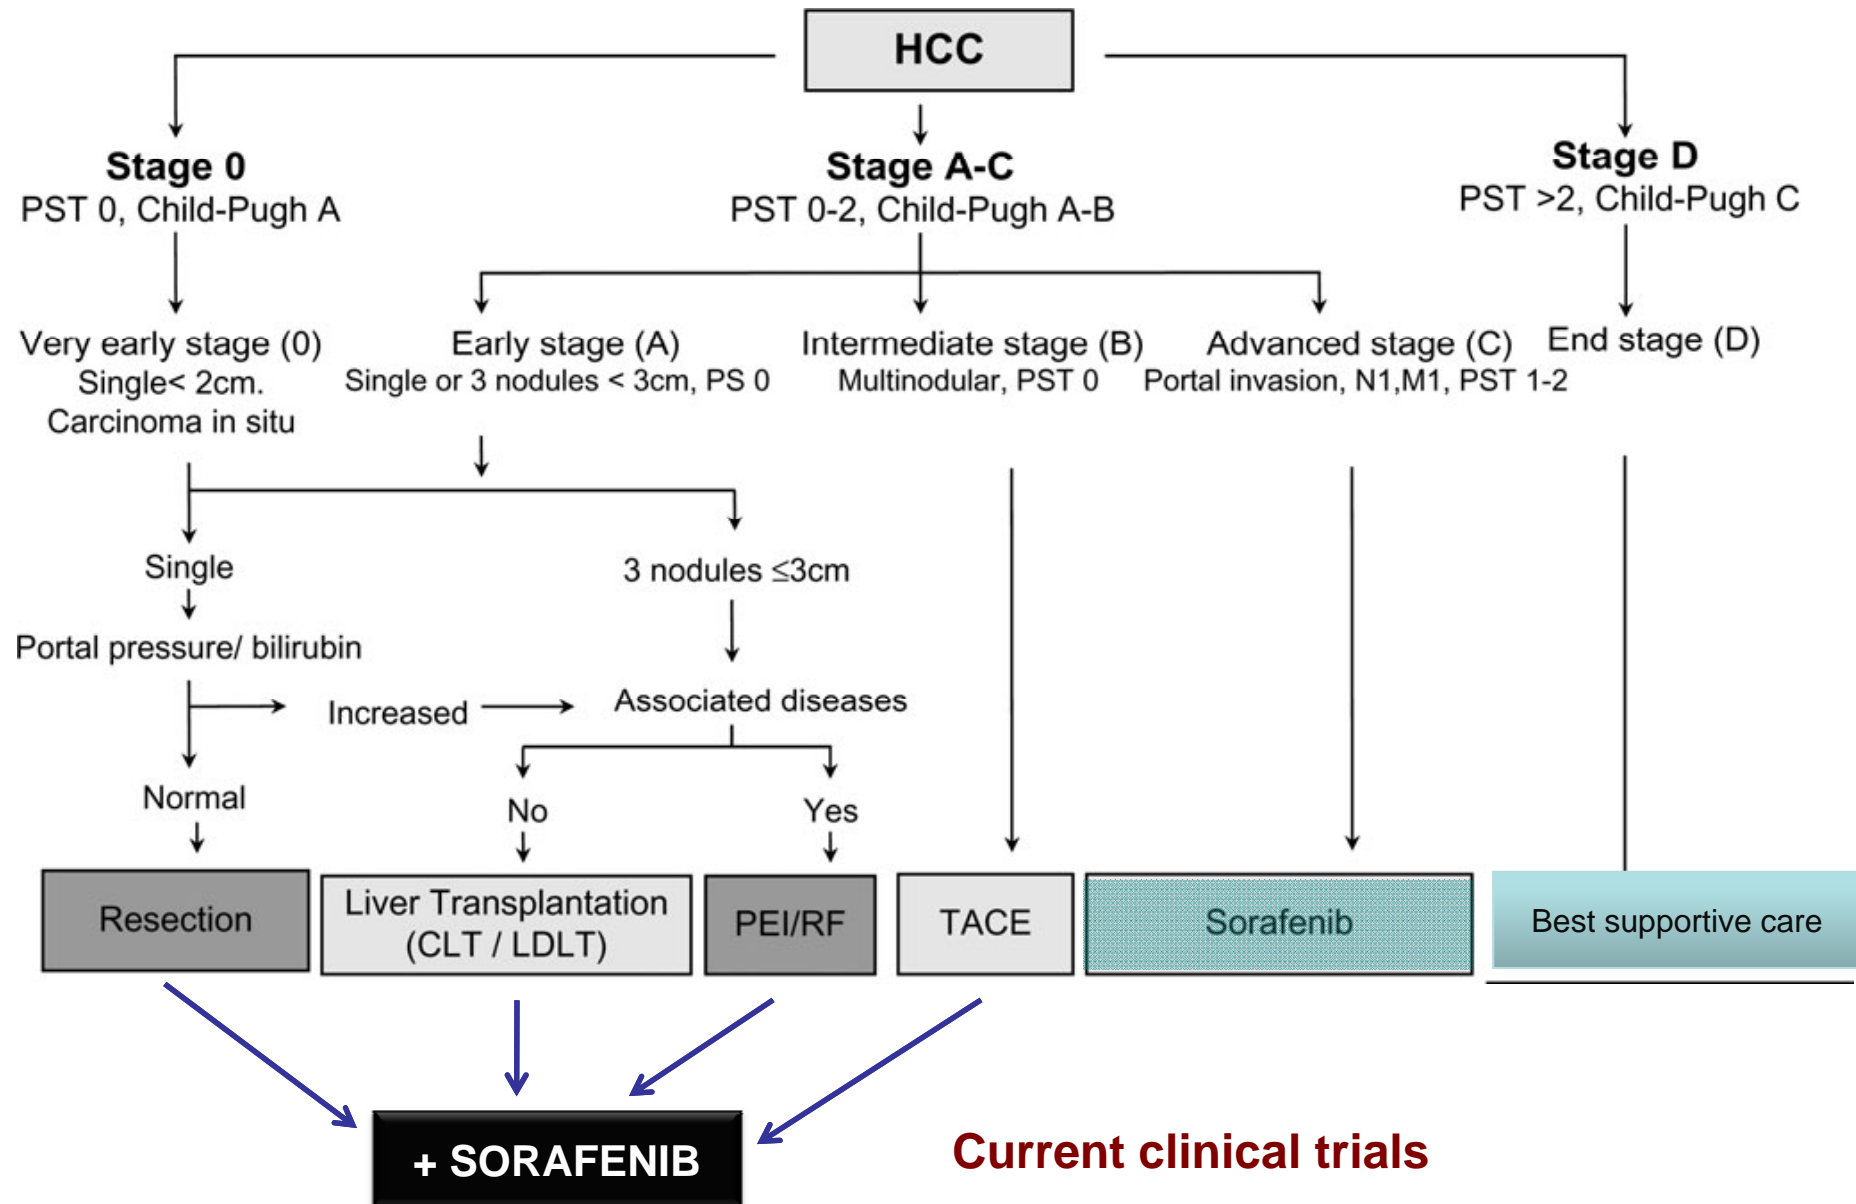 HCC
Stage 0
PST 0, Child-Pugh A
Stage A-C
PST 0-2, Child-Pugh A-B
Stage D
PST >2, Child-Pugh C
Very early stage (0)
Single< 2cm.
Carcinoma in situ
Early stage (A)
Single or 3 nodules < 3cm, PS 0
Intermediate stage (B)
Multinodular, PST 0
Advanced stage (C)
Portal invasion, N1,M1, PST 1-2
End stage (D)
Single
3 nodules ≤3cm
Portal pressure/ bilirubin
Increased
Associated diseases
Normal
No
Yes
Resection
Liver Transplantation
(CLT / LDLT)
PEI/RF
TACE
Sorafenib
Best supportive care
+ SORAFENIB
Current clinical trials